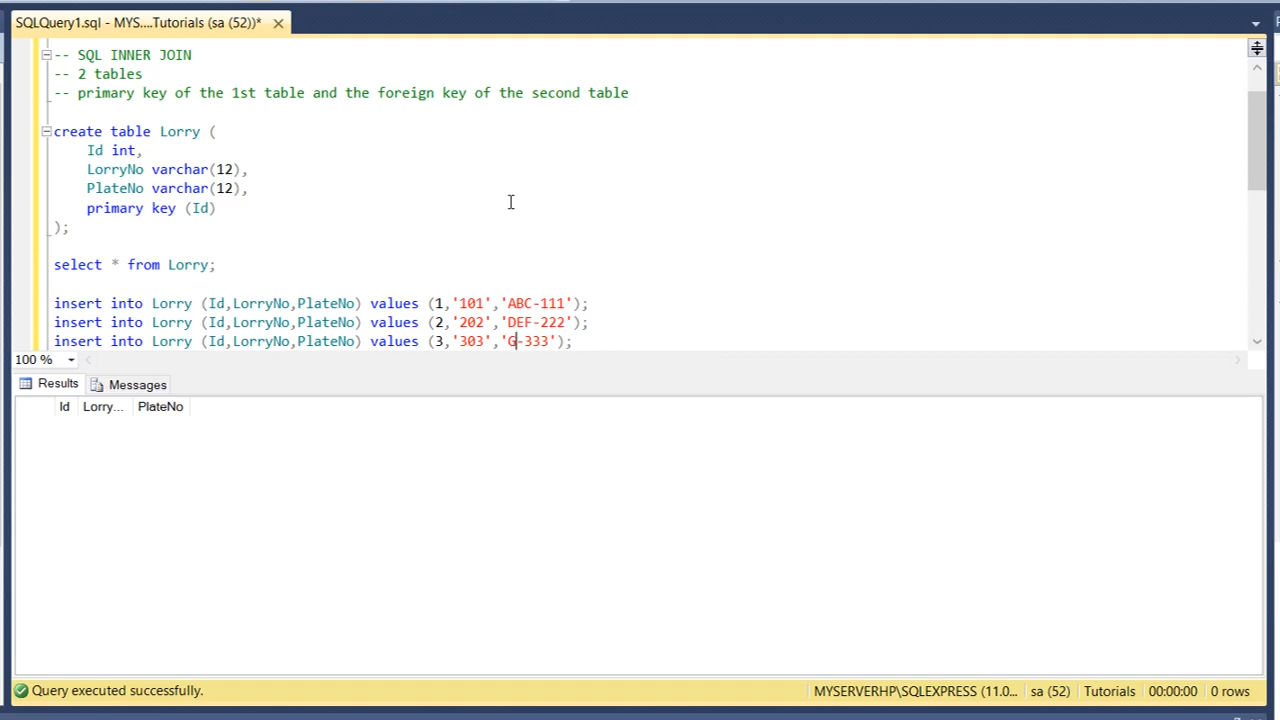 SQLQuery1.sql - MYS....Tutorials (sa (52))*
-- SQL INNER JOIN
-- 2 tables
-- primary key of the 1st table and the foreign key of the second table
create table Lorry (
Id int,
LorryNo varchar(12),
PlateNo varchar(12),
primary key (Id)
);
select * from Lorry;
insert into Lorry (Id,LorryNo,PlateNo) values (1,'101','ABC-111');
insert into Lorry (Id,LorryNo,PlateNo) values (2,'202','DEF-222');
insert into Lorry (Id,LorryNo,PlateNo) values (3,'303','G-333');
100 %
Results Messages
Id Lorry... PlateNo
Query executed successfully. MYSERVERHP\SQLEXPRESS (11.0... sa (52) Tutorials 00:00:00 0 rows